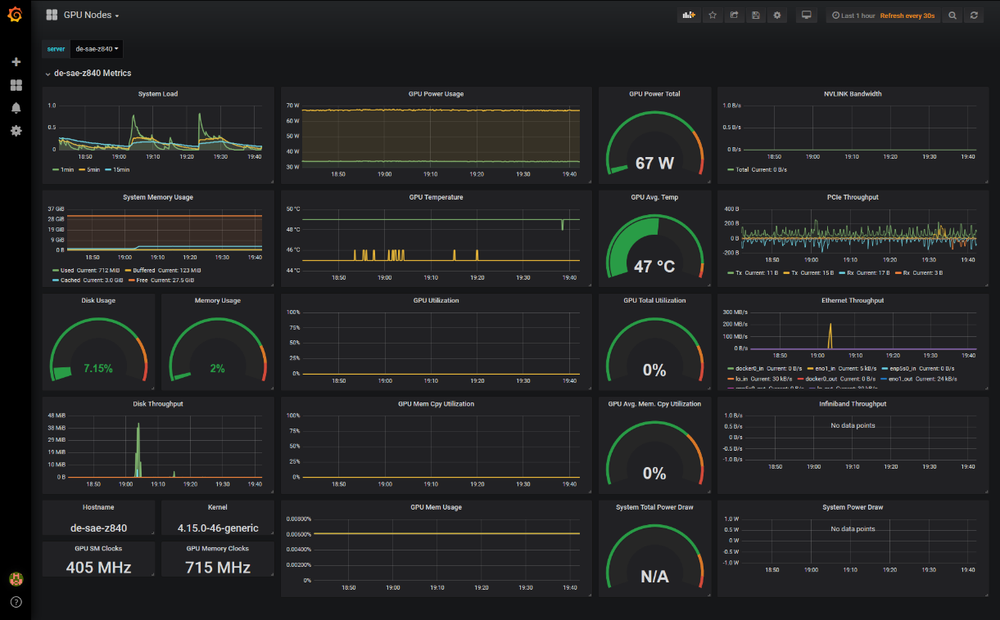 GPU Nodes
Last 1 hour Refresh every 30s
server de-sae-z840
de-sae-z840 Metrics
System Load
1.0
0.5
0
18:50 19:00 19:10 19:20 19:30 19:40
1min 5min 15min
GPU Power Usage
70 W
60 W
50 W
40 W
30 W
18:50 19:00 19:10 19:20 19:30 19:40
GPU Power Total
67 W
NVLINK Bandwidth
1.0 B/s
0.5 B/s
0 B/s
18:50 19:00 19:10 19:20 19:30 19:40
Total Current: 0 B/s
System Memory Usage
37 GiB
28 GiB
19 GiB
9 GiB
0 B
18:50 19:00 19:10 19:20 19:30 19:40
Used Current: 712 MiB Buffered Current: 123 MiB
Cached Current: 3.0 GiB Free Current: 27.5 GiB
GPU Temperature
50 °C
48 °C
46 °C
44 °C
18:50 19:00 19:10 19:20 19:30 19:40
GPU Avg. Temp
47 °C
PCIe Throughput
400 B
200 B
0 B
-200 B
18:50 19:00 19:10 19:20 19:30 19:40
Tx Current: 11 B Tx Current: 15 B Rx Current: 17 B Rx Current: 3 B
Disk Usage
7.15%
Memory Usage
2%
GPU Utilization
100%
75%
50%
25%
0%
18:50 19:00 19:10 19:20 19:30 19:40
GPU Total Utilization
0%
Ethernet Throughput
300 MB/s
200 MB/s
100 MB/s
0 B/s
18:50 19:00 19:10 19:20 19:30 19:40
docker0_in Current: 0 B/s eno1_in Current: 5 kB/s enp5s0_in Current: 0 B/s
lo_in Current: 30 kB/s docker0_out Current: 0 B/s eno1_out Current: 24 kB/s
Disk Throughput
48 MiB
38 MiB
29 MiB
19 MiB
10 MiB
0 B
18:50 19:00 19:10 19:20 19:30 19:40
GPU Mem Cpy Utilization
100%
75%
50%
25%
0%
18:50 19:00 19:10 19:20 19:30 19:40
GPU Avg. Mem. Cpy Utilization
0%
Infiniband Throughput
1.0 B/s
0.5 B/s
0 B/s
-0.5 B/s
-1.0 B/s
No data points
18:50 19:00 19:10 19:20 19:30 19:40
Hostname
de-sae-z840
Kernel
4.15.0-46-generic
GPU SM Clocks
405 MHz
GPU Memory Clocks
715 MHz
GPU Mem Usage
0.00800%
0.00600%
0.00400%
0.00200%
0%
18:50 19:00 19:10 19:20 19:30 19:40
System Total Power Draw
N/A
System Power Draw
1.0 W
0.5 W
0 W
-0.5 W
-1.0 W
No data points
18:50 19:00 19:10 19:20 19:30 19:40